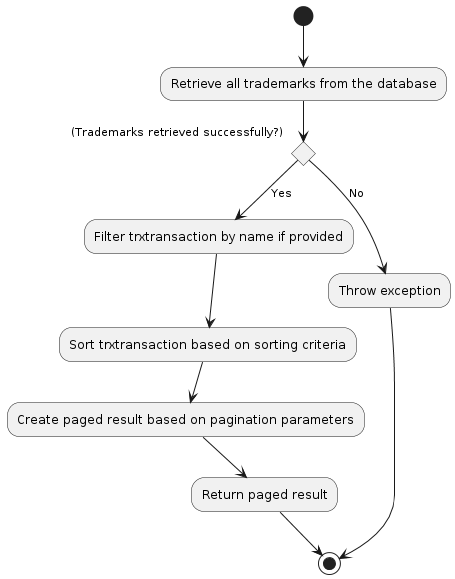 Retrieve all trademarks from the database
(Trademarks retrieved successfully?)
Yes
No
Filter trxtransaction by name if provided
Throw exception
Sort trxtransaction based on sorting criteria
Create paged result based on pagination parameters
Return paged result